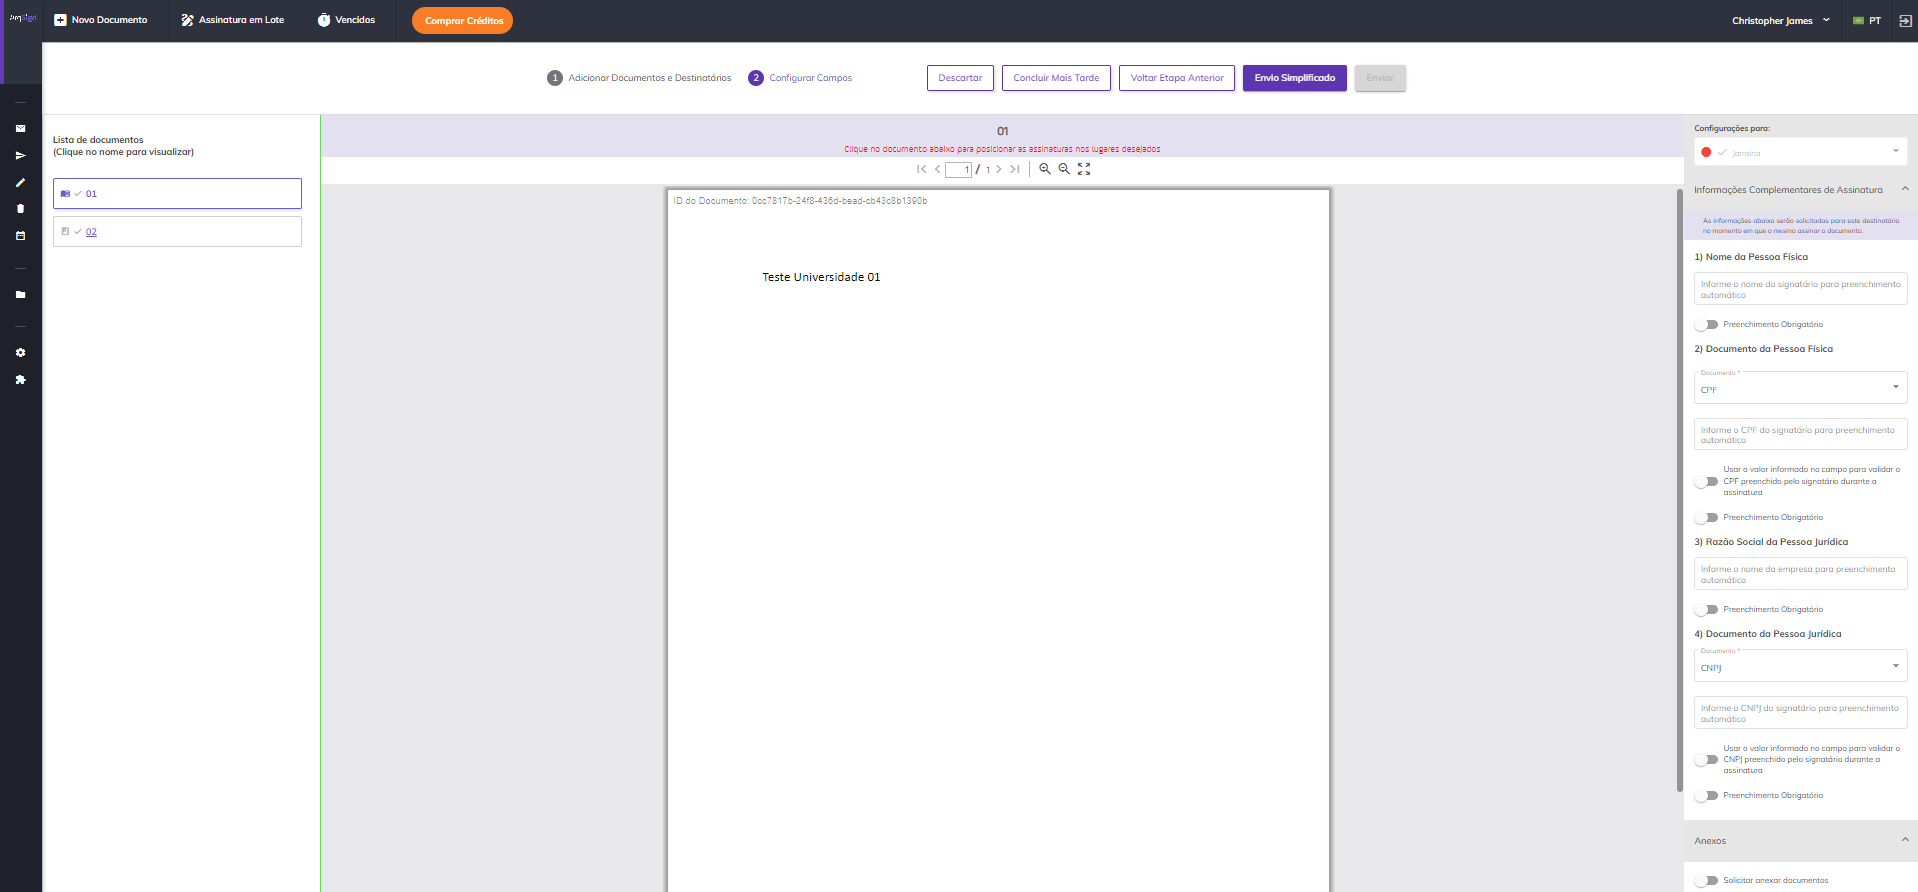 Novo Documento
Assinatura em Lote
Vencidos
Comprar Créditos
Christopher James
PT
1 Adicionar Documentos e Destinatários
2 Configurar Campos
Descartar
Concluir Mais Tarde
Voltar Etapa Anterior
Envio Simplificado
Enviar
Lista de documentos
(Clique no nome para visualizar)
01
02
01
Clique no documento abaixo para posicionar as assinaturas nos lugares desejados
1 / 1
ID do Documento: 0cc7817b-24f8-436d-bead-cb43c8b1390b
Teste Universidade 01
Configurações para:
Janaina
Informações Complementares de Assinatura
As informações abaixo serão solicitadas para este destinatário
no momento em que o mesmo assinar o documento.
1) Nome da Pessoa Física
Informe o nome do signatário para preenchimento
automático
Preenchimento Obrigatório
2) Documento da Pessoa Física
Documento *
CPF
Informe o CPF do signatário para preenchimento
automático
Usar o valor informado no campo para validar o
CPF preenchido pelo signatário durante a
assinatura
Preenchimento Obrigatório
3) Razão Social da Pessoa Jurídica
Informe o nome da empresa para preenchimento
automático
Preenchimento Obrigatório
4) Documento da Pessoa Jurídica
Documento *
CNPJ
Informe o CNPJ do signatário para preenchimento
automático
Usar o valor informado no campo para validar o
CNPJ preenchido pelo signatário durante a
assinatura
Preenchimento Obrigatório
Anexos
Solicitar anexar documentos